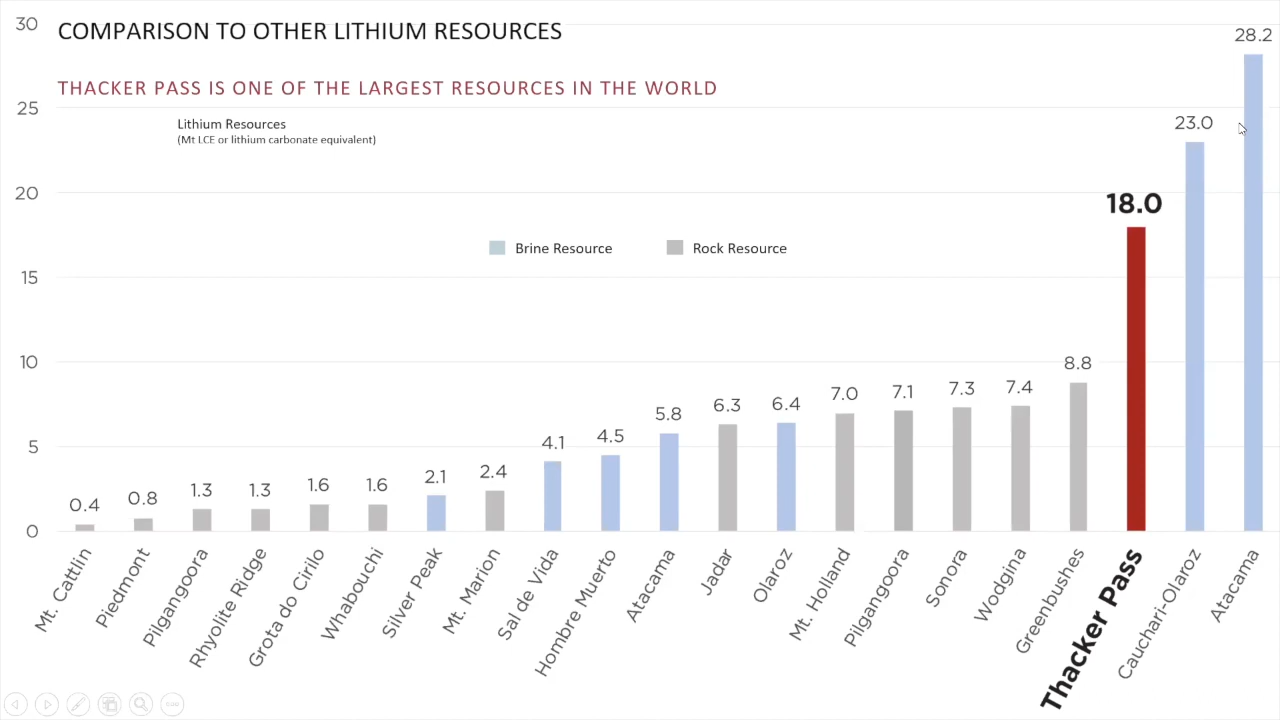 COMPARISON TO OTHER LITHIUM RESOURCES
THACKER PASS IS ONE OF THE LARGEST RESOURCES IN THE WORLD
Lithium Resources
(Mt LCE or lithium carbonate equivalent)
Brine Resource
Rock Resource
30
25
20
15
10
5
0
0.4
0.8
1.3
1.3
1.6
1.6
2.1
2.4
4.1
4.5
5.8
6.3
6.4
7.0
7.1
7.3
7.4
8.8
18.0
23.0
28.2
Mt. Cattlin
Piedmont
Pilgangoora
Rhyolite Ridge
Grota do Cirilo
Whabouchi
Silver Peak
Mt. Marion
Sal de Vida
Hombre Muerto
Atacama
Jadar
Olaroz
Mt. Holland
Pilgangoora
Sonora
Wodgina
Greenbushes
Thacker Pass
Cauchari-Olaroz
Atacama